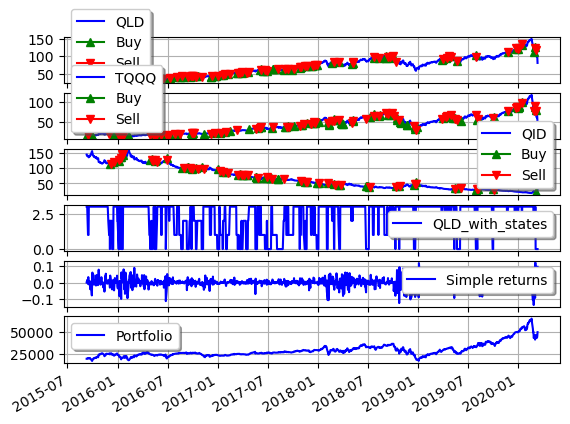 QLD
Buy
Sell
150
100
50
TQQQ
Buy
Sell
100
50
QID
Buy
Sell
150
100
50
QLD_with_states
2.5
0.0
Simple returns
0.1
0.0
−0.1
Portfolio
50000
25000
2015-07
2016-01
2016-07
2017-01
2017-07
2018-01
2018-07
2019-01
2019-07
2020-01